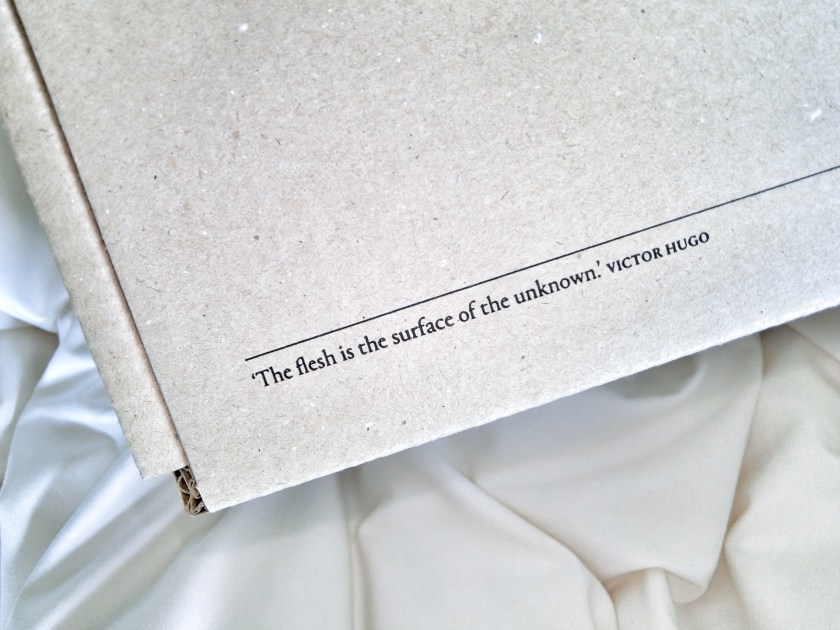 ‘The flesh is the surface of the unknown.’ VICTOR HUGO